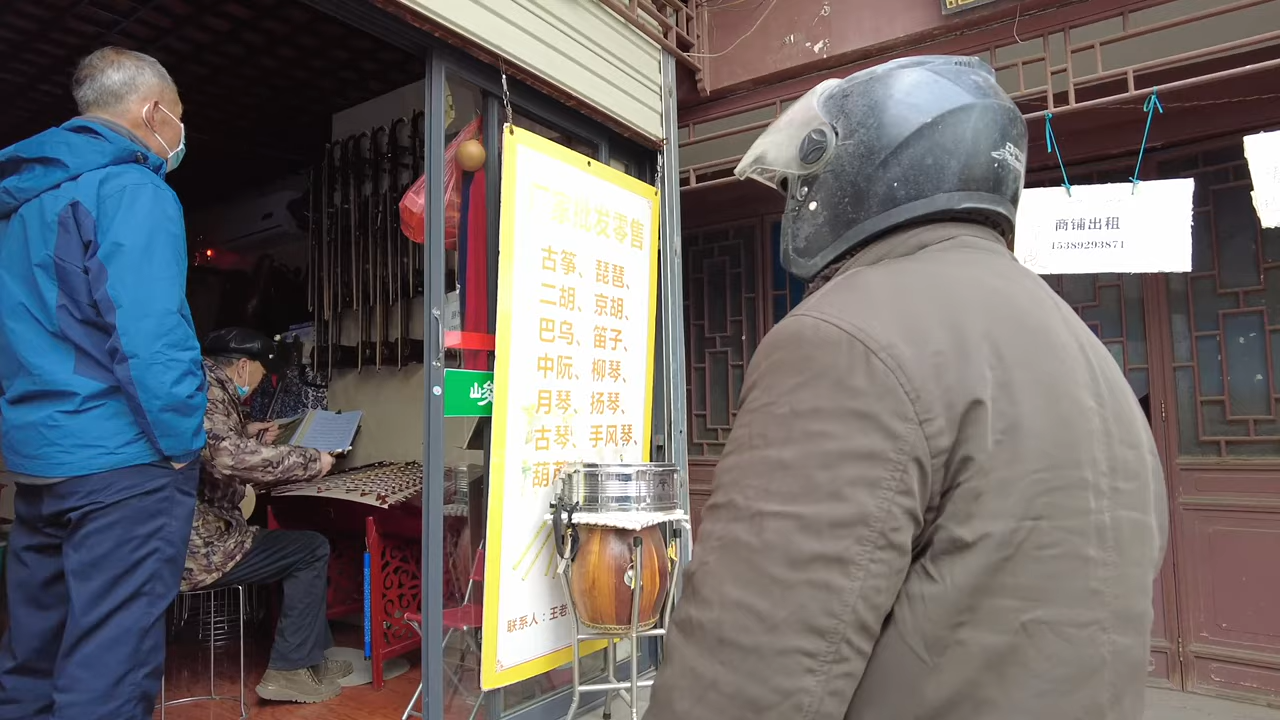 厂家批发零售
古筝、琵琶、
二胡、京胡、
巴乌、笛子、
中阮、柳琴、
月琴、扬琴、
古琴、手风琴、
葫
联系人：王老
商铺出租
15389293871